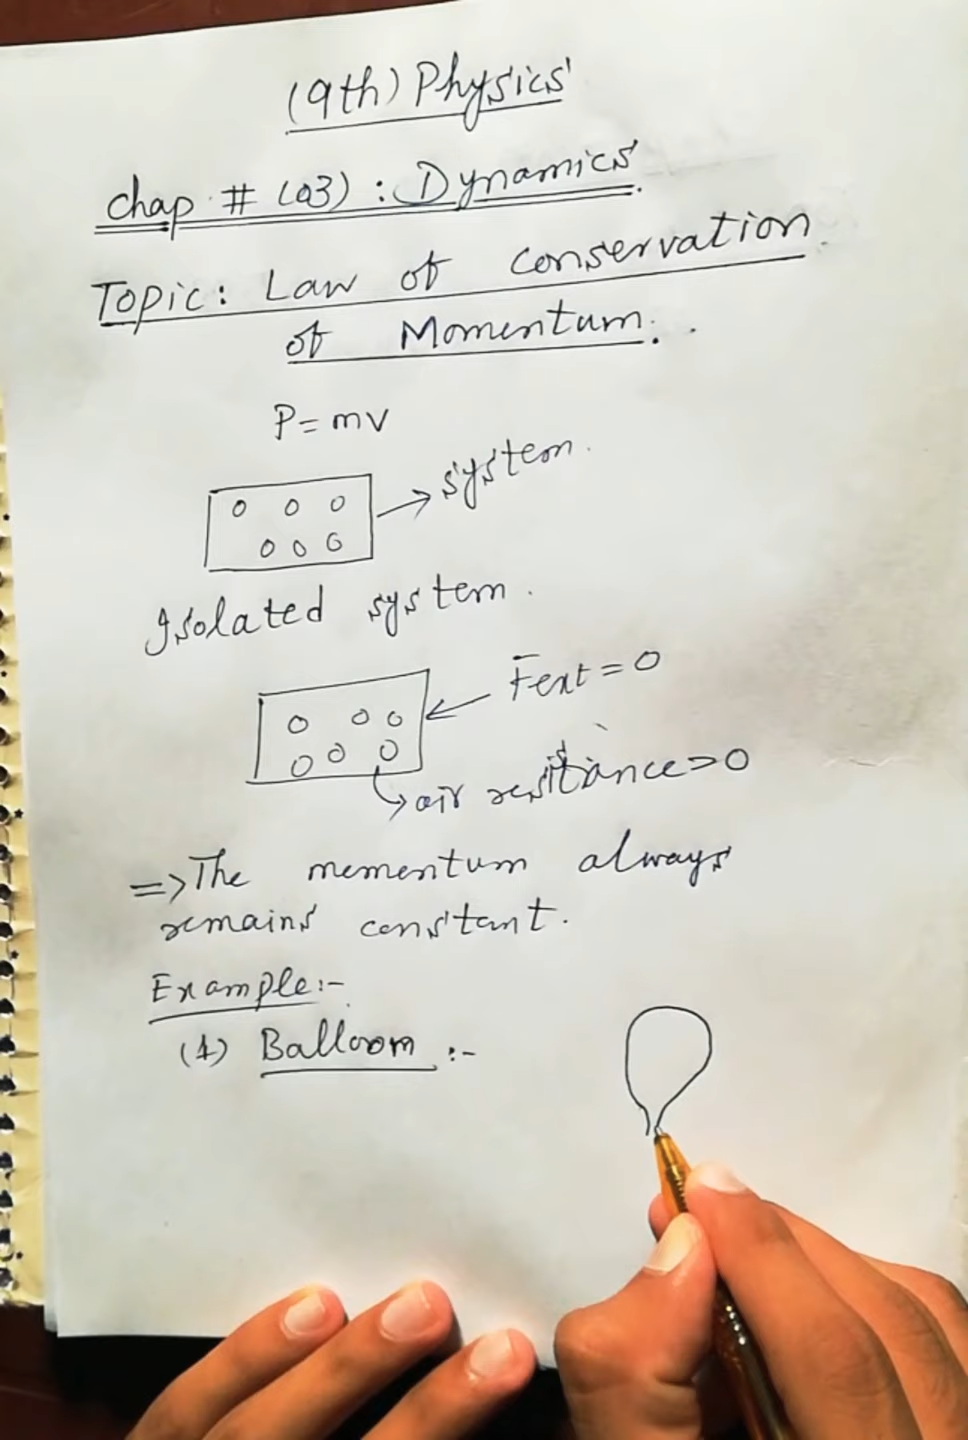 (9th) Physics
chap # (03) : Dynamics.
Topic: Law of conservation
of Momentum.
P = mv
system.
Isolated system.
Fext = 0
air resistance = 0
=> The momentum always
remains constant.
Example:-
(1) Balloon :-